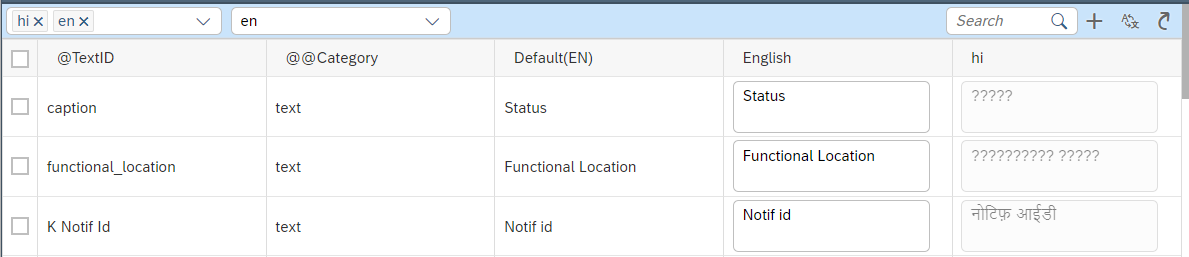 hi en en Search
@TextID @@Category Default(EN) English hi
caption text Status Status ?????
functional_location text Functional Location Functional Location ?????????? ?????
K Notif Id text Notif id Notif id नोटिफ़ आईडी